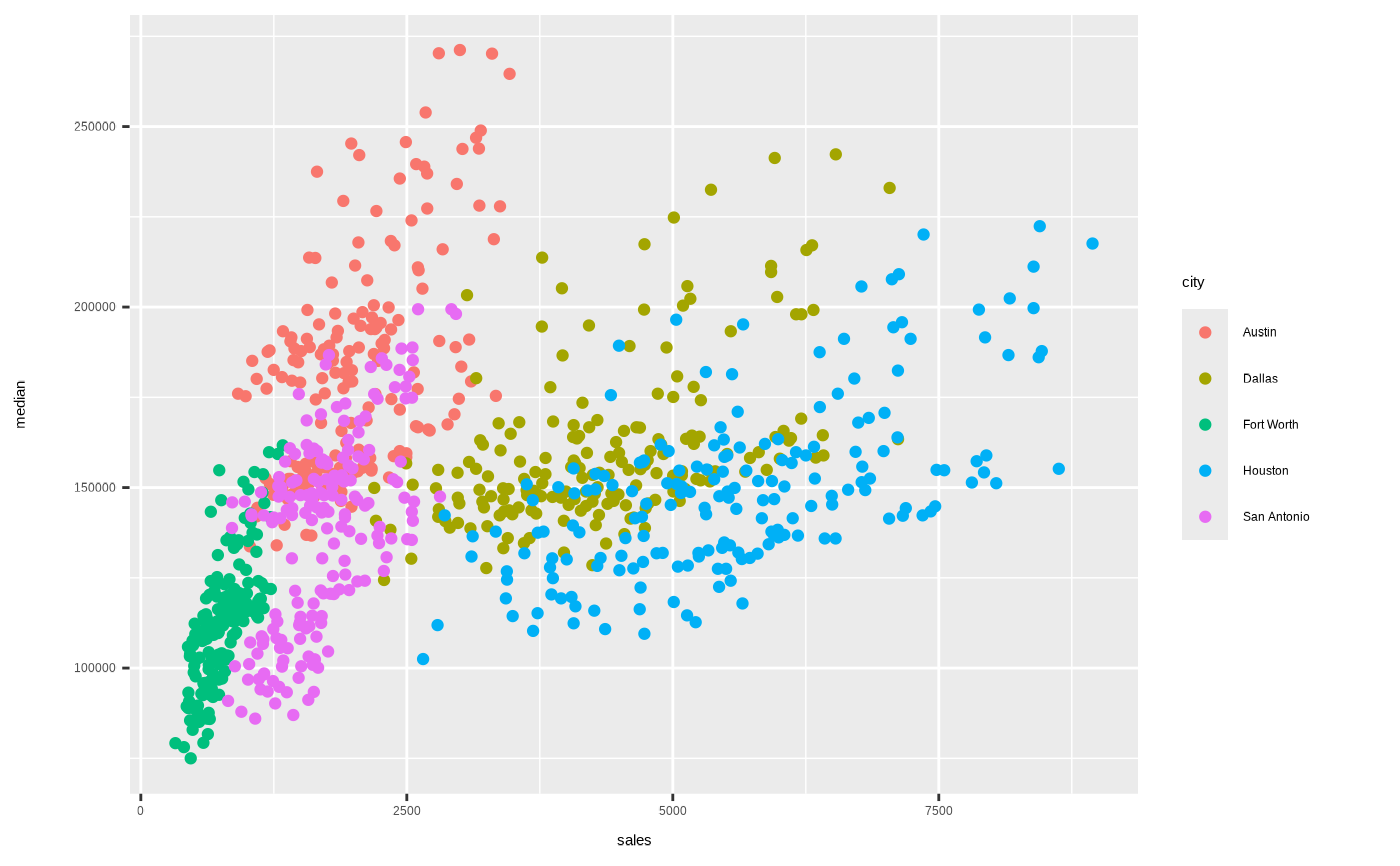 median
250000
200000
150000
100000
0
2500
5000
7500
sales
city
Austin
Dallas
Fort Worth
Houston
San Antonio